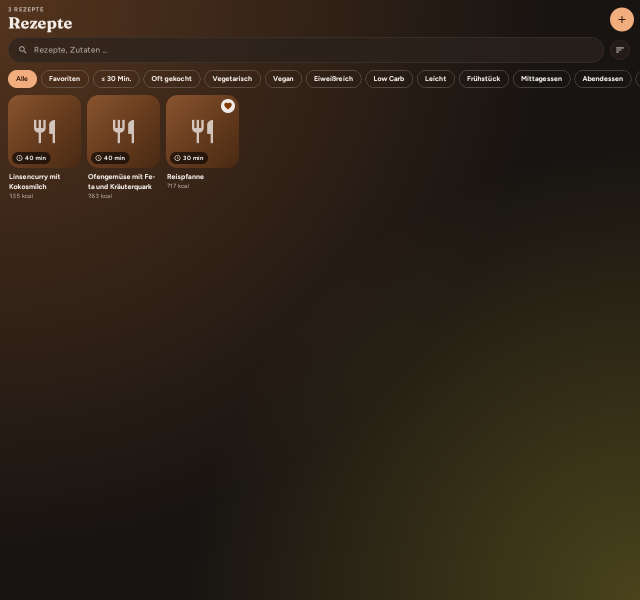 3 REZEPTE
Rezepte
Rezepte, Zutaten ...
Alle
Favoriten
≤ 30 Min.
Oft gekocht
Vegetarisch
Vegan
Eiweißreich
Low Carb
Leicht
Frühstück
Mittagessen
Abendessen
40 min
40 min
30 min
Linsencurry mit
Kokosmilch
935 kcal
Ofengemüse mit Fe-
ta und Kräuterquark
763 kcal
Reispfanne
717 kcal